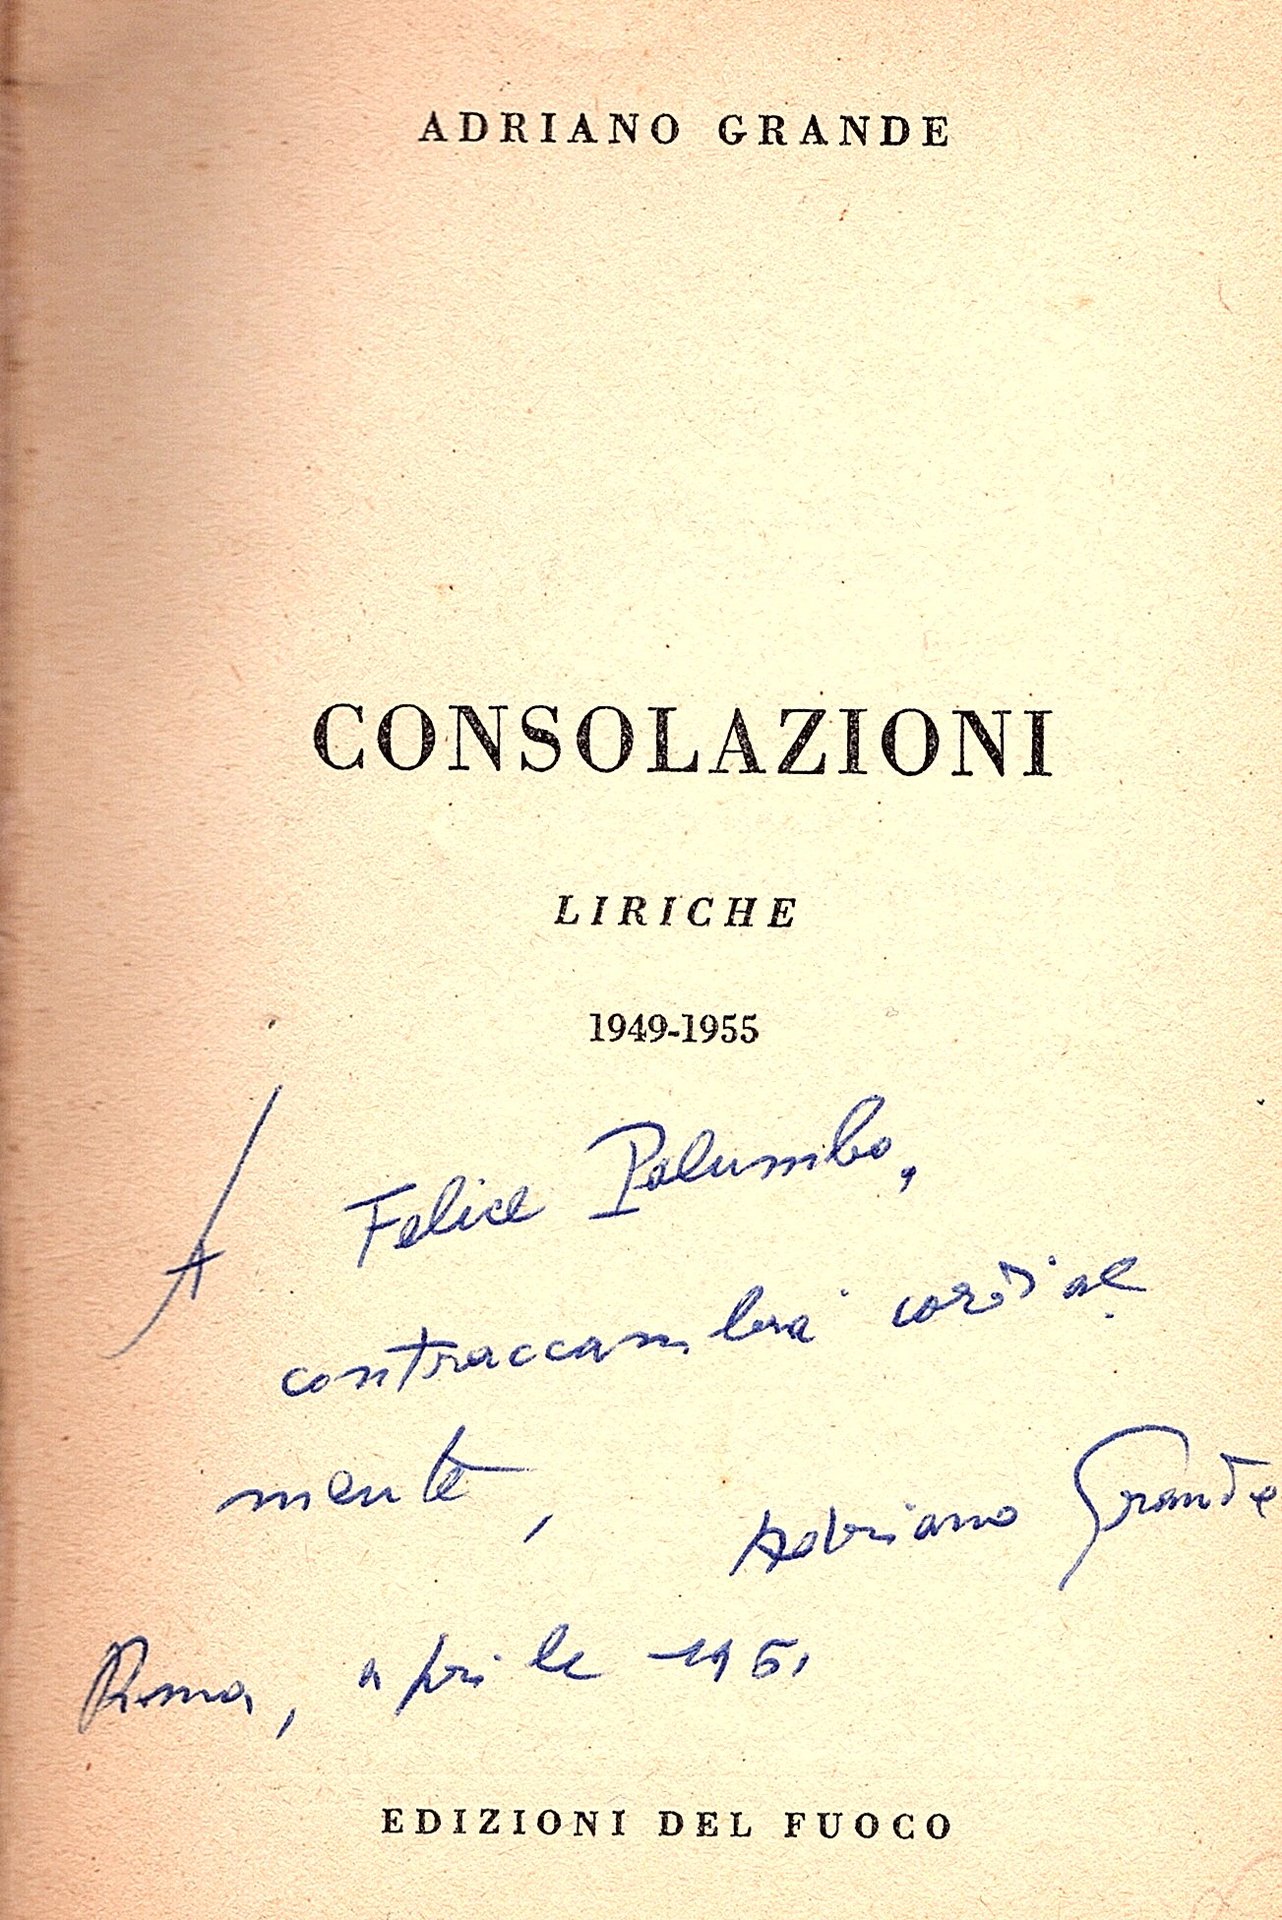 ADRIANO GRANDE
CONSOLAZIONI
LIRICHE
1949-1955
A Felice Palumbo,
contraccambia cordial
mente,
Adriano Grande
Roma, aprile
EDIZIONI DEL FUOCO